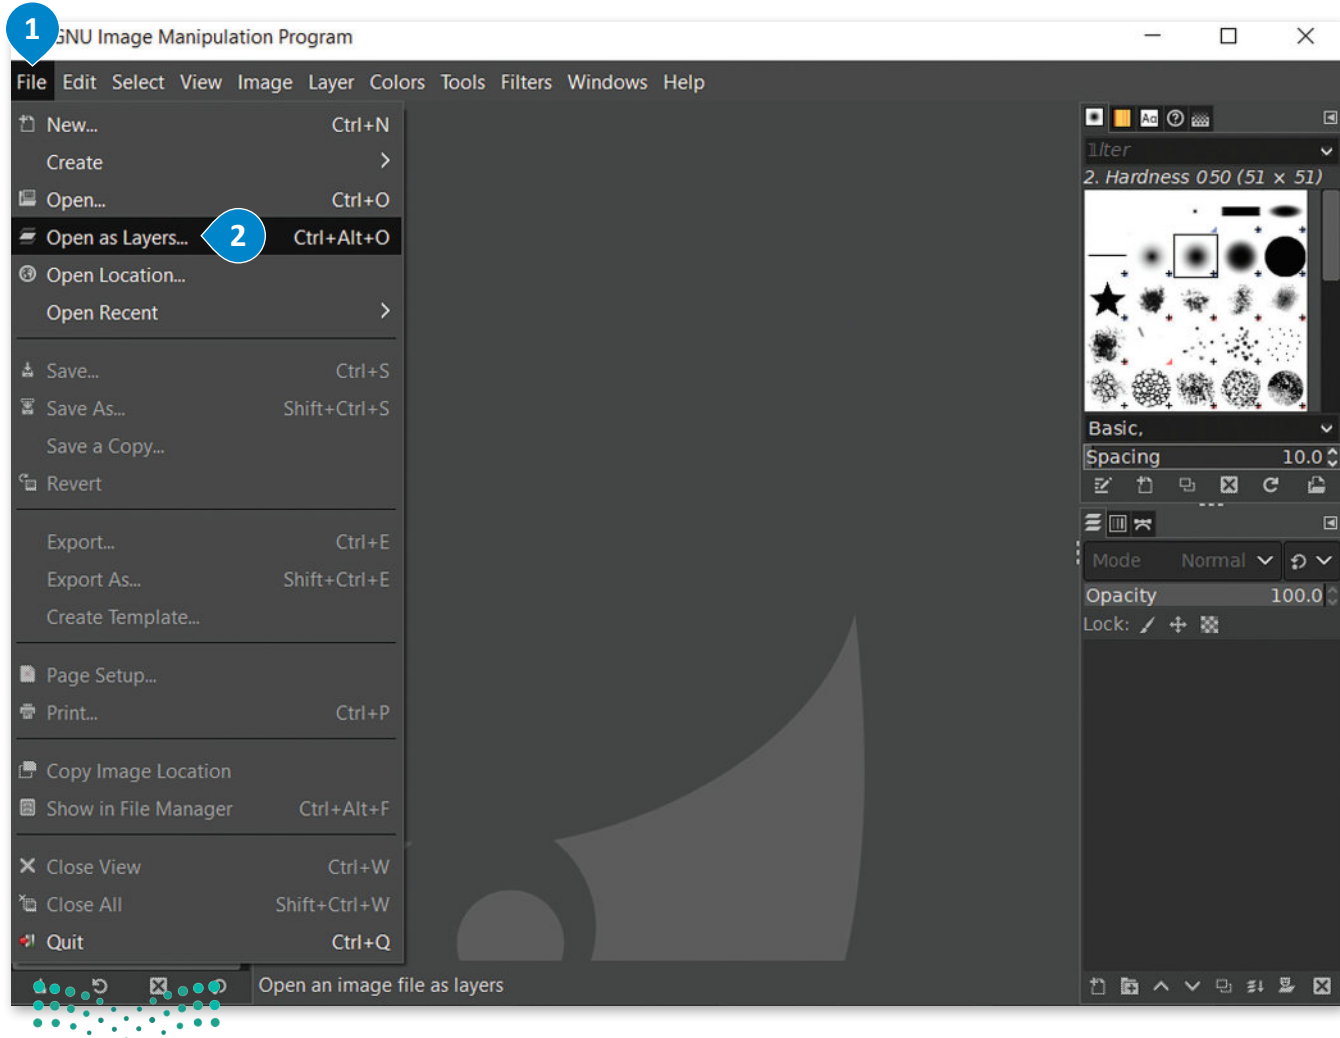 1
GNU Image Manipulation Program
File Edit Select View Image Layer Colors Tools Filters Windows Help
New... Ctrl+N
Create
Open... Ctrl+O
Open as Layers... 2 Ctrl+Alt+O
Open Location...
Open Recent
Save... Ctrl+S
Save As... Shift+Ctrl+S
Save a Copy...
Revert
Export... Ctrl+E
Export As... Shift+Ctrl+E
Create Template...
Page Setup...
Print... Ctrl+P
Copy Image Location
Show in File Manager Ctrl+Alt+F
Close View Ctrl+W
Close All Shift+Ctrl+W
Quit Ctrl+Q
Open an image file as layers
Aa
2. Hardness 050 (51 × 51)
Basic,
Spacing 10.0
Mode Normal
Opacity 100.0
Lock: